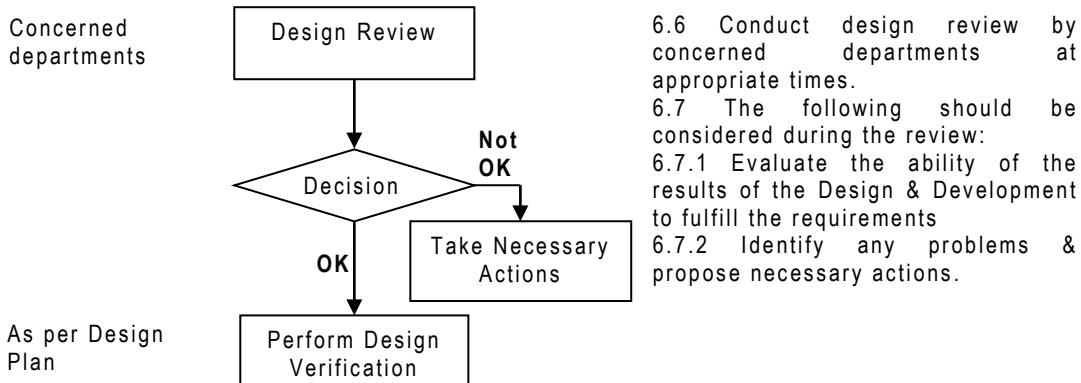 Concerned
departments
Design Review
Not
OK
Decision
Take Necessary
Actions
OK
As per Design
Plan
Perform Design
Verification
6.6 Conduct design review by
concerned departments at
appropriate times.
6.7 The following should be
considered during the review:
6.7.1 Evaluate the ability of the
results of the Design & Development
to fulfill the requirements
6.7.2 Identify any problems &
propose necessary actions.